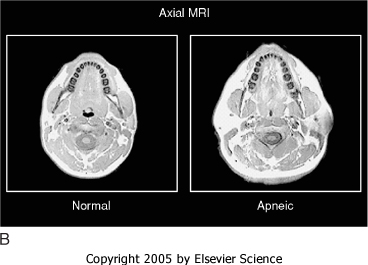 Axial MRI
Normal
Apneic
B
Copyright 2005 by Elsevier Science